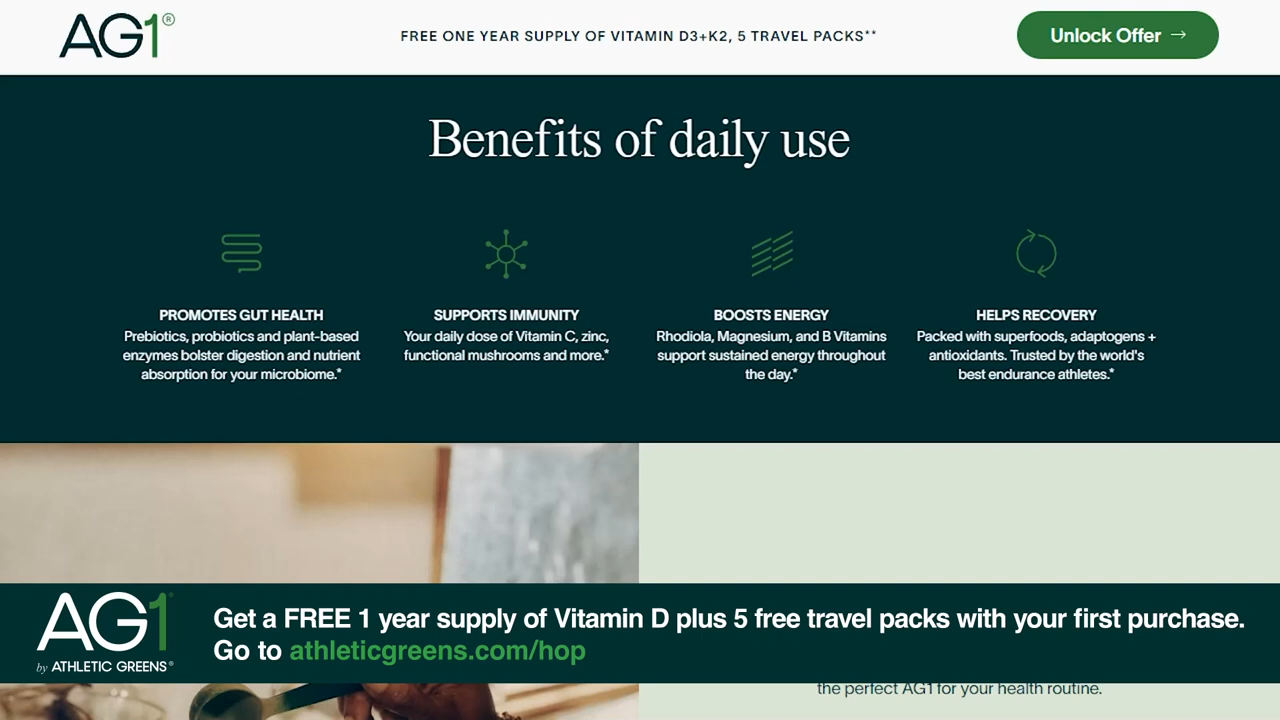 AG1®
FREE ONE YEAR SUPPLY OF VITAMIN D3+K2, 5 TRAVEL PACKS**
Unlock Offer →
Benefits of daily use
PROMOTES GUT HEALTH
Prebiotics, probiotics and plant-based
enzymes bolster digestion and nutrient
absorption for your microbiome.*
SUPPORTS IMMUNITY
Your daily dose of Vitamin C, zinc,
functional mushrooms and more.*
BOOSTS ENERGY
Rhodiola, Magnesium, and B Vitamins
support sustained energy throughout
the day.*
HELPS RECOVERY
Packed with superfoods, adaptogens +
antioxidants. Trusted by the world's
best endurance athletes.*
AG1
by ATHLETIC GREENS®
Get a FREE 1 year supply of Vitamin D plus 5 free travel packs with your first purchase.
Go to athleticgreens.com/hop
the perfect AG1 for your health routine.